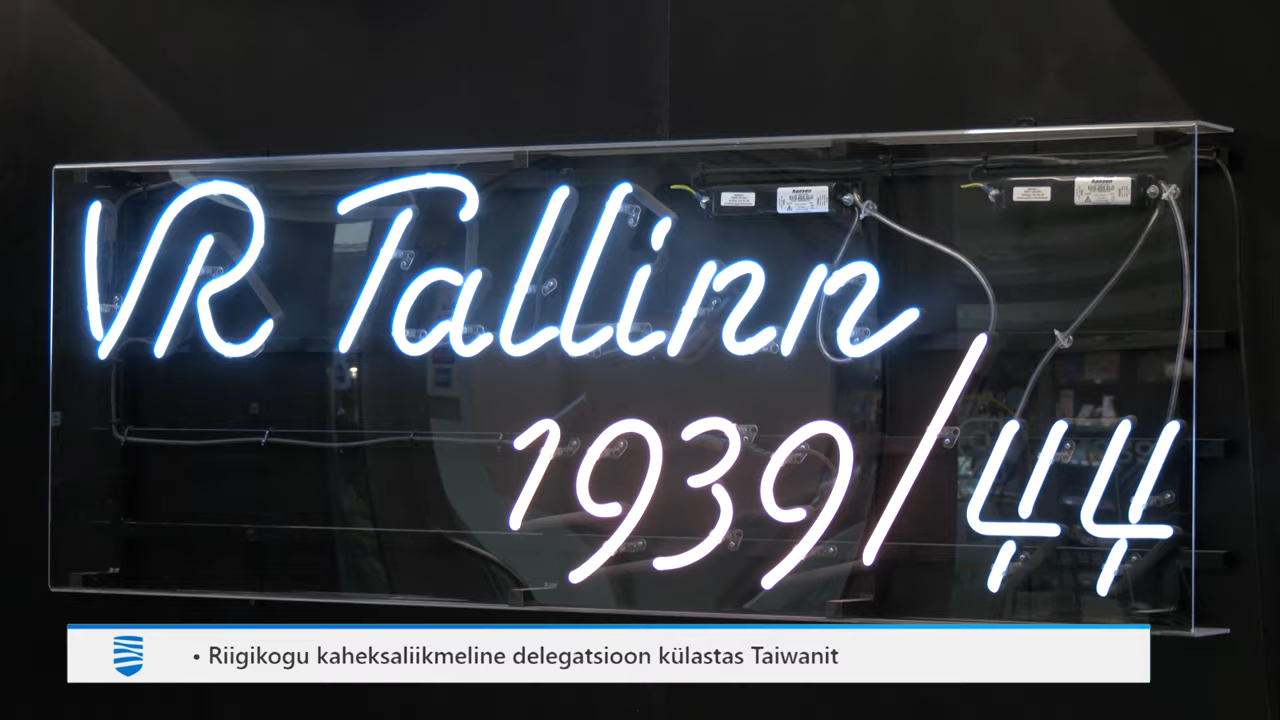 VR Tallinn
1939/44
• Riigikogu kaheksaliikmeline delegatsioon külastas Taiwanit